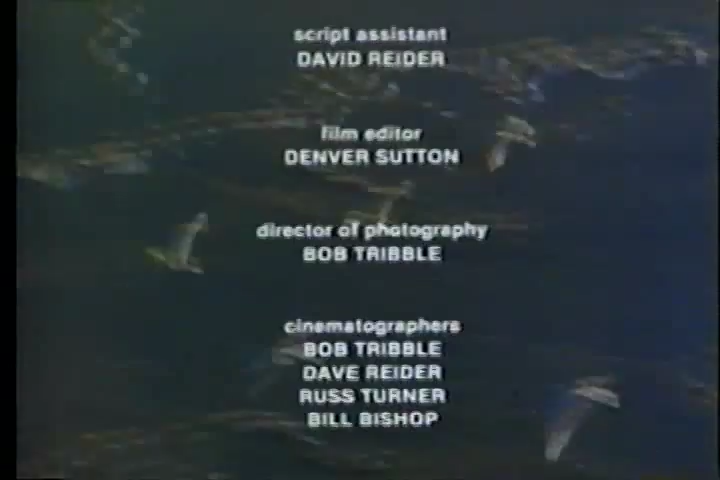 script assistant
DAVID REIDER
film editor
DENVER SUTTON
director of photography
BOB TRIBBLE
cinematographers
BOB TRIBBLE
DAVE REIDER
RUSS TURNER
BILL BISHOP